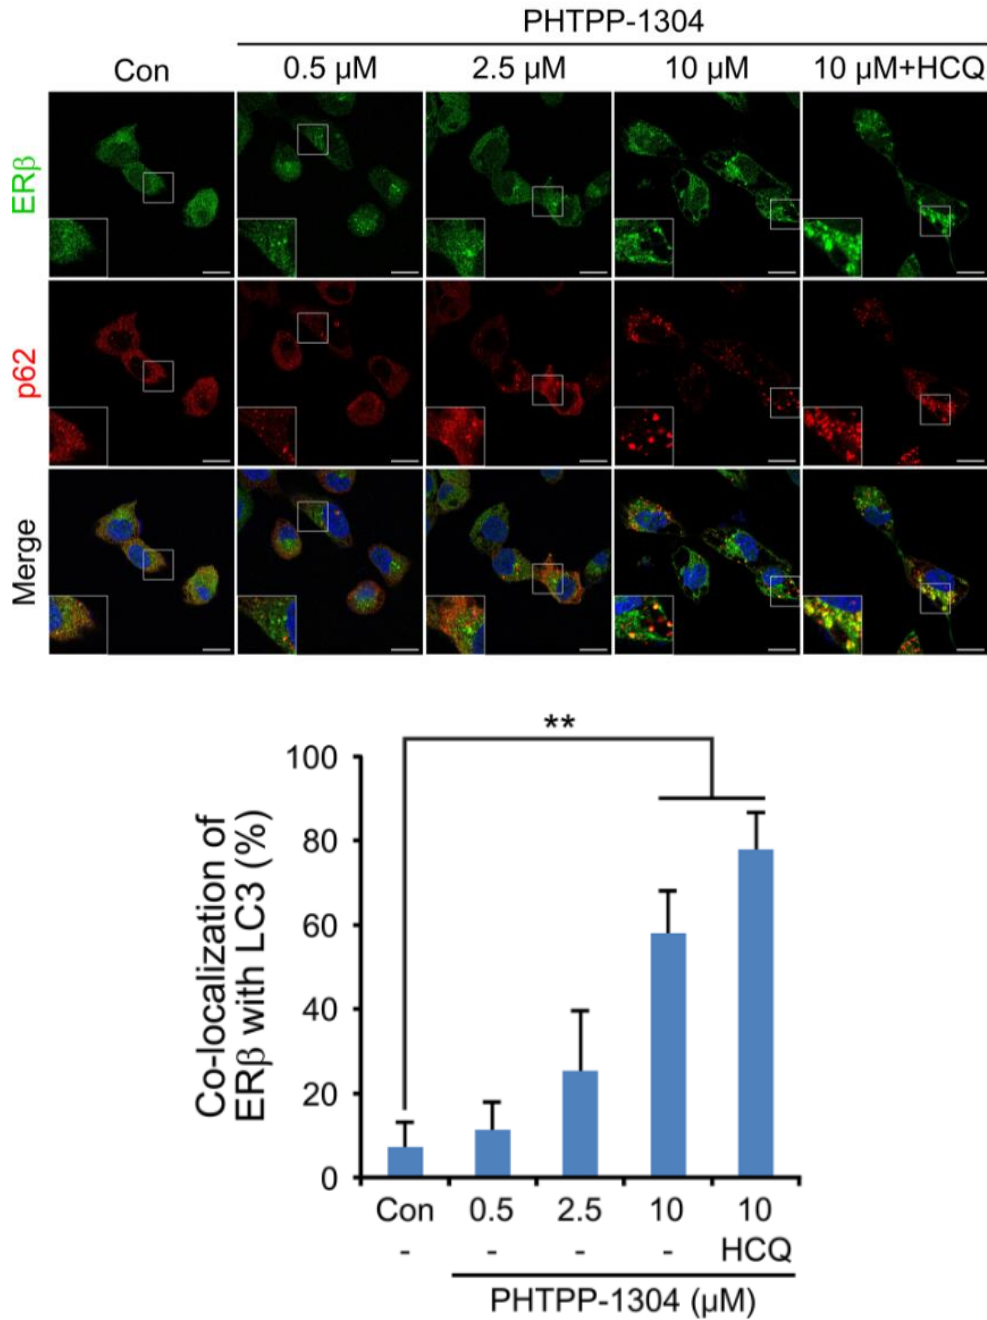 PHTPP-1304
Con 0.5 µM 2.5 µM 10 µM 10 µM+HCQ
ERβ
p62
Merge
**
Co-localization of
ERβ with LC3 (%)
100
80
60
40
20
0
Con 0.5 2.5 10 10
- - - - HCQ
PHTPP-1304 (µM)